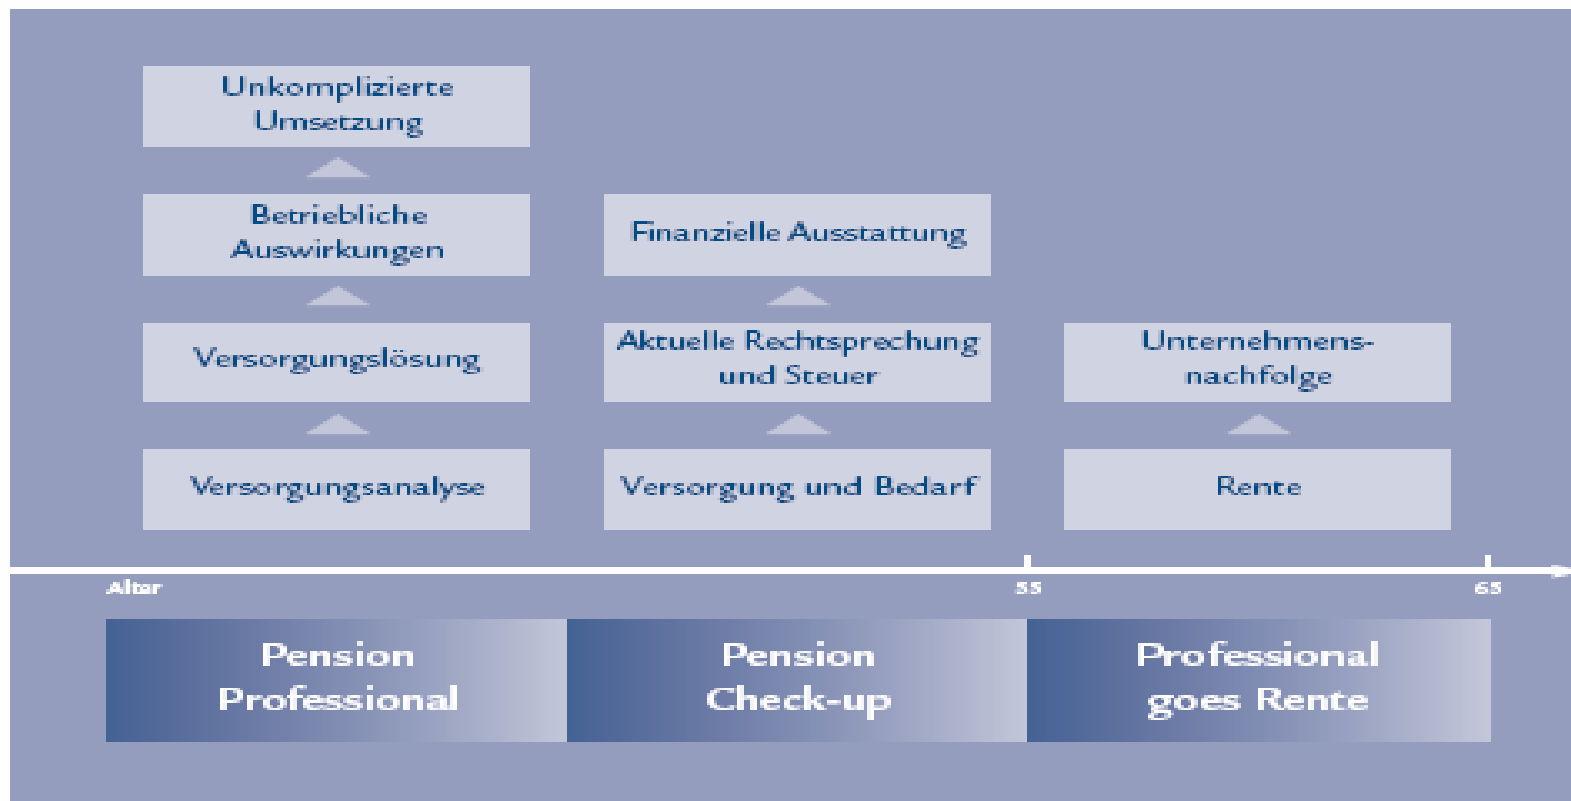 Unkomplizierte
Umsetzung
Betriebliche
Auswirkungen
Finanzielle Ausstattung
Versorgungslösung
Aktuelle Rechtsprechung
und Steuer
Unternehmens-
nachfolge
Versorgungsanalyse
Versorgung und Bedarf
Rente
Alter
55
65
Pension
Professional
Pension
Check-up
Professional
goes Rente